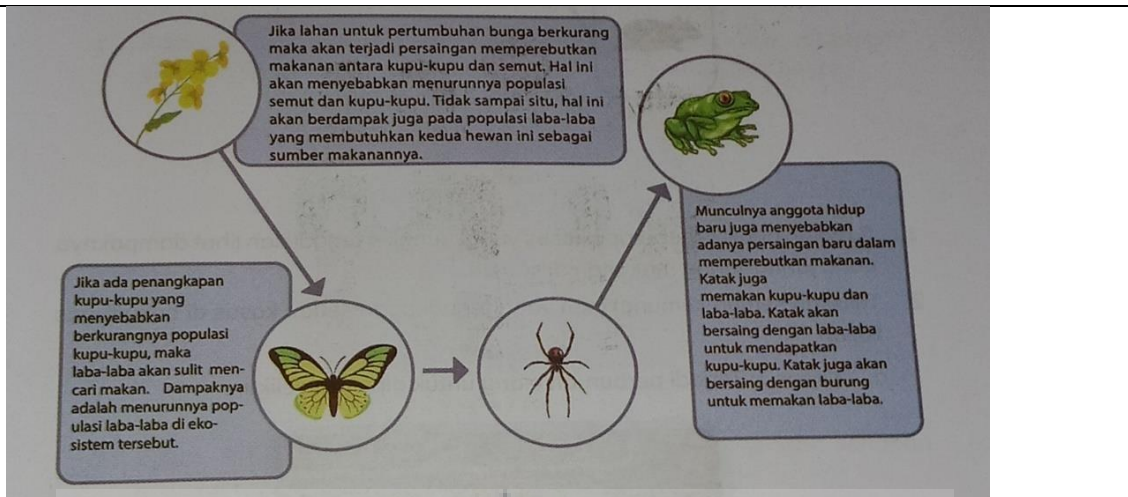 Jika lahan untuk pertumbuhan bunga berkurang
maka akan terjadi persaingan memperebutkan
makanan antara kupu-kupu dan semut. Hal ini
akan menyebabkan menurunnya populasi
semut dan kupu-kupu. Tidak sampai situ, hal ini
akan berdampak juga pada populasi laba-laba
yang membutuhkan kedua hewan ini sebagai
sumber makanannya.
Jika ada penangkapan
kupu-kupu yang
menyebabkan
berkurangnya populasi
kupu-kupu, maka
laba-laba akan sulit men-
cari makan. Dampaknya
adalah menurunnya pop-
ulasi laba-laba di eko-
sistem tersebut.
Munculnya anggota hidup
baru juga menyebabkan
adanya persaingan baru dalam
memperebutkan makanan.
Katak juga
memakan kupu-kupu dan
laba-laba. Katak akan
bersaing dengan laba-laba
untuk mendapatkan
kupu-kupu. Katak juga akan
bersaing dengan burung
untuk memakan laba-laba.